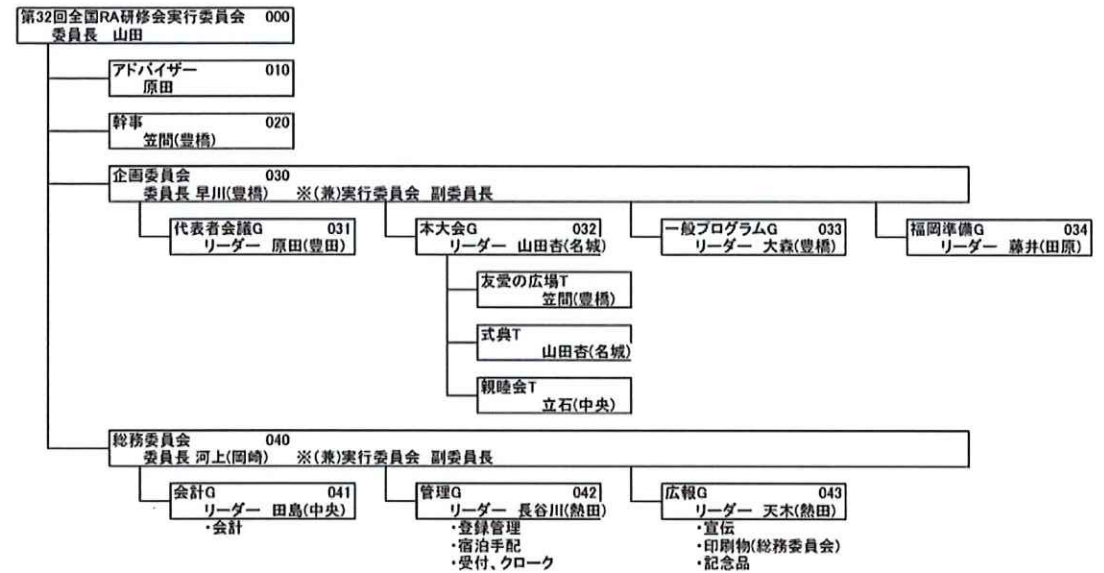 第32回全国RA研修会実行委員会 000
委員長 山田
アドバイザー 010
原田
幹事 020
笠間(豊橋)
企画委員会 030
委員長 早川(豊橋) ※(兼)実行委員会 副委員長
代表者会議G 031
リーダー 原田(豊田)
本大会G 032
リーダー 山田杏(名城)
一般プログラムG 033
リーダー 大森(豊橋)
福岡準備G 034
リーダー 藤井(田原)
友愛の広場T
笠間(豊橋)
式典T
山田杏(名城)
親睦会T
立石(中央)
総務委員会 040
委員長 河上(岡崎) ※(兼)実行委員会 副委員長
会計G 041
リーダー 田島(中央)
・会計
管理G 042
リーダー 長谷川(熱田)
・登録管理
・宿泊手配
・受付、クローク
広報G 043
リーダー 天木(熱田)
・宣伝
・印刷物(総務委員会)
・記念品